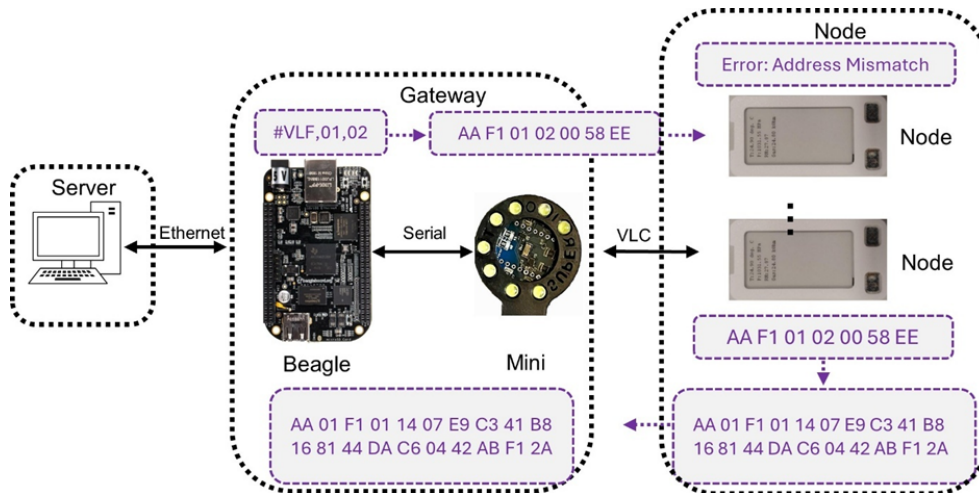 Node
Error: Address Mismatch
Gateway
#VLF,01,02
AA F1 01 02 00 58 EE
Node
Server
Ethernet
Serial
VLC
Node
SUPER
AA F1 01 02 00 58 EE
Beagle
Mini
AA 01 F1 01 14 07 E9 C3 41 B8
16 81 44 DA C6 04 42 AB F1 2A
AA 01 F1 01 14 07 E9 C3 41 B8
16 81 44 DA C6 04 42 AB F1 2A